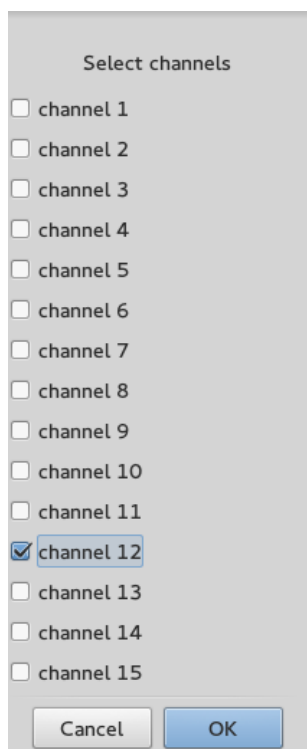 Select channels
channel 1
channel 2
channel 3
channel 4
channel 5
channel 6
channel 7
channel 8
channel 9
channel 10
channel 11
channel 12
channel 13
channel 14
channel 15
Cancel OK